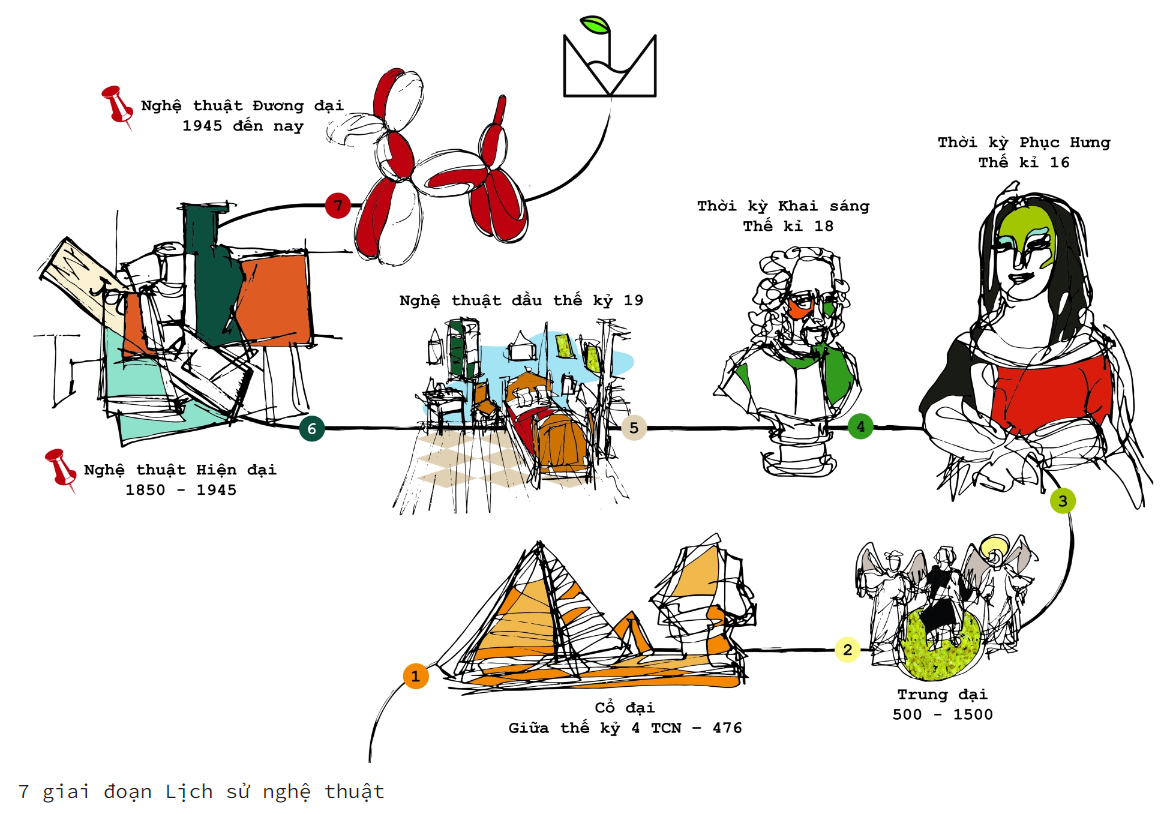 Nghệ thuật Đương đại
1945 đến nay
Thời kỳ Phục Hưng
Thế kỉ 16
7
Thời kỳ Khai sáng
Thế kỉ 18
Nghệ thuật đầu thế kỷ 19
Jou
6
5
4
Nghệ thuật Hiện đại
1850 - 1945
3
2
1
Trung đại
500 - 1500
Cổ đại
Giữa thế kỷ 4 TCN – 476
7 giai đoạn Lịch sử nghệ thuật